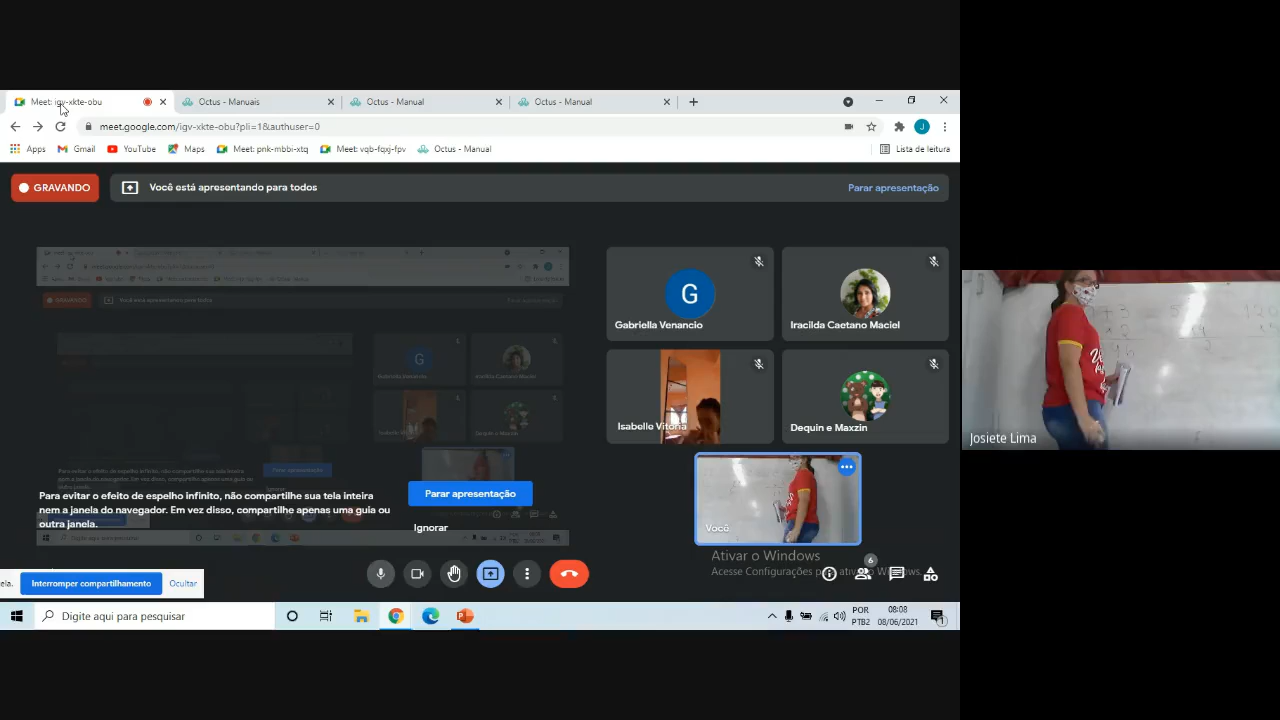 Meet: igv-xkte-obu
Octus - Manuais
Octus - Manual
Octus - Manual
meet.google.com/igv-xkte-obu?pli=1&authuser=0
Apps
Gmail
YouTube
Maps
Meet: pnk-mbbi-xtq
Meet: vqb-fqxj-fpv
Octus - Manual
Lista de leitura
GRAVANDO
Você está apresentando para todos
Parar apresentação
G
Gabriella Venancio
Iracilda Caetano Maciel
Isabelle Vitória
Dequin e Maxzin
Josiete Lima
Para evitar o efeito de espelho infinito, não compartilhe sua tela inteira
nem a janela do navegador. Em vez disso, compartilhe apenas uma guia ou
outra janela.
Parar apresentação
Ignorar
Você
Ativar o Windows
Acesse Configurações para ativar o Windows.
6
ela.
Interromper compartilhamento
Ocultar
Digite aqui para pesquisar
POR
PTB2
08:08
08/06/2021
1